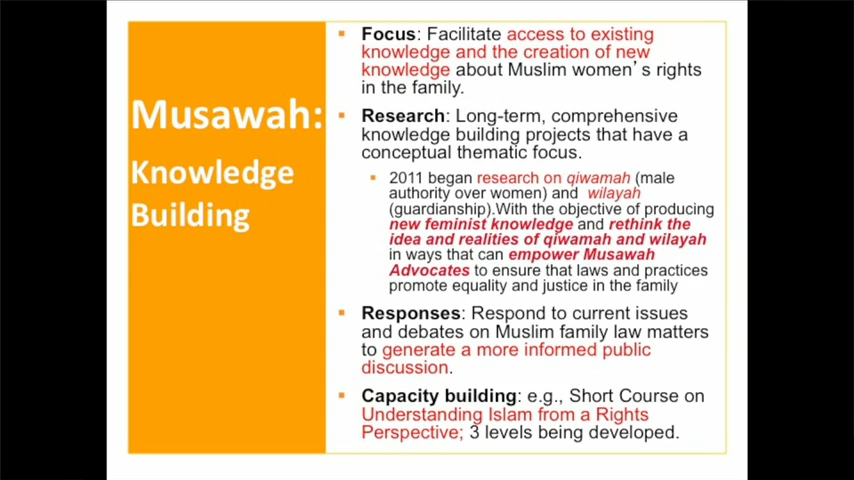 Musawah:
Knowledge
Building
▪ Focus: Facilitate access to existing
knowledge and the creation of new
knowledge about Muslim women's rights
in the family.
▪ Research: Long-term, comprehensive
knowledge building projects that have a
conceptual thematic focus.
▪ 2011 began research on qiwamah (male
authority over women) and wilayah
(guardianship).With the objective of producing
new feminist knowledge and rethink the
idea and realities of qiwamah and wilayah
in ways that can empower Musawah
Advocates to ensure that laws and practices
promote equality and justice in the family
▪ Responses: Respond to current issues
and debates on Muslim family law matters
to generate a more informed public
discussion.
▪ Capacity building: e.g., Short Course on
Understanding Islam from a Rights
Perspective; 3 levels being developed.